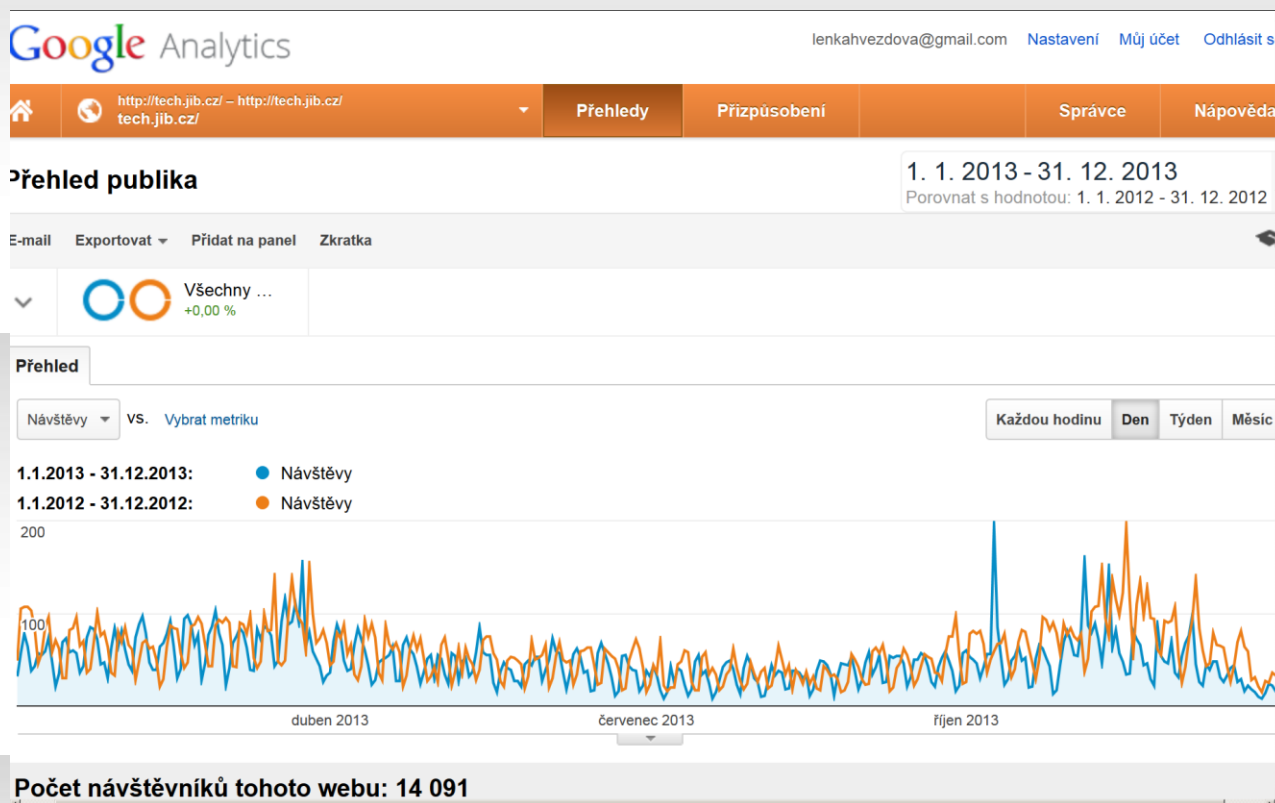 Google Analytics
lenkahvezdova@gmail.com Nastavení Můj účet Odhlásit s
http://tech.jib.cz/ – http://tech.jib.cz/
tech.jib.cz/
Přehledy Přizpůsobení Správce Nápověda
Přehled publika
1. 1. 2013 - 31. 12. 2013
Porovnat s hodnotou: 1. 1. 2012 - 31. 12. 2012
E-mail Exportovat Přidat na panel Zkratka
Všechny ...
+0,00 %
Přehled
Návštěvy VS. Vybrat metriku
Každou hodinu Den Týden Měsíc
1.1.2013 - 31.12.2013: Návštěvy
1.1.2012 - 31.12.2012: Návštěvy
200
100
duben 2013 červenec 2013 říjen 2013
Počet návštěvníků tohoto webu: 14 091